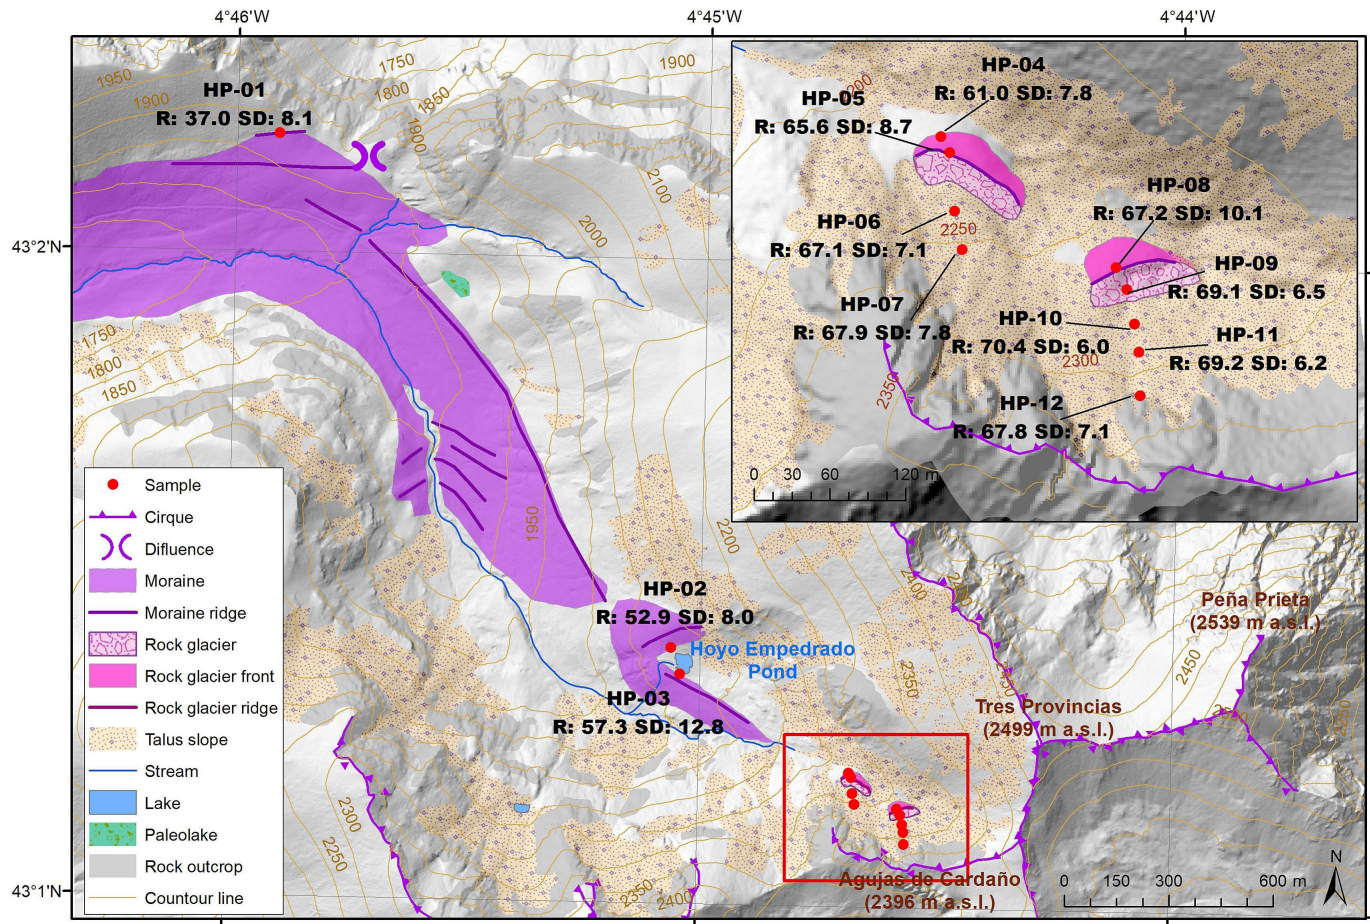 4°46'W
4°45'W
4°44'W
43°2'N
43°1'N
1950
1900
1750
1800
1850
1900
1900
HP-01
R: 37.0 SD: 8.1
2100
2000
1750
1800
1850
1950
2200
HP-02
R: 52.9 SD: 8.0
Hoyo Empedrado
Pond
HP-03
R: 57.3 SD: 12.8
2400
2350
2450
Peña Prieta
(2539 m a.s.l.)
Tres Provincias
(2499 m a.s.l.)
Agujas de Cardaño
(2396 m a.s.l.)
2300
2250
2350
2400
HP-04
R: 61.0 SD: 7.8
HP-05
R: 65.6 SD: 8.7
HP-06
R: 67.1 SD: 7.1
2250
HP-07
R: 67.9 SD: 7.8
HP-08
R: 67.2 SD: 10.1
HP-09
R: 69.1 SD: 6.5
HP-10
R: 70.4 SD: 6.0
HP-11
R: 69.2 SD: 6.2
2300
2350
HP-12
R: 67.8 SD: 7.1
0 30 60 120 m
Sample
Cirque
Difluence
Moraine
Moraine ridge
Rock glacier
Rock glacier front
Rock glacier ridge
Talus slope
Stream
Lake
Paleolake
Rock outcrop
Countour line
N
0 150 300 600 m